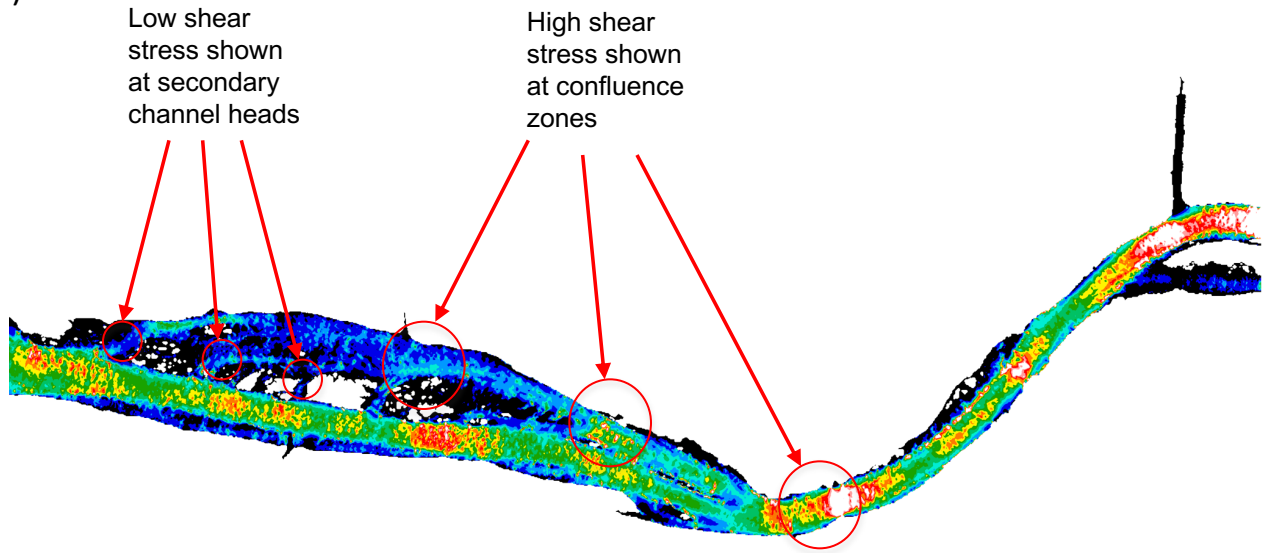 Low shear
stress shown
at secondary
channel heads
High shear
stress shown
at confluence
zones